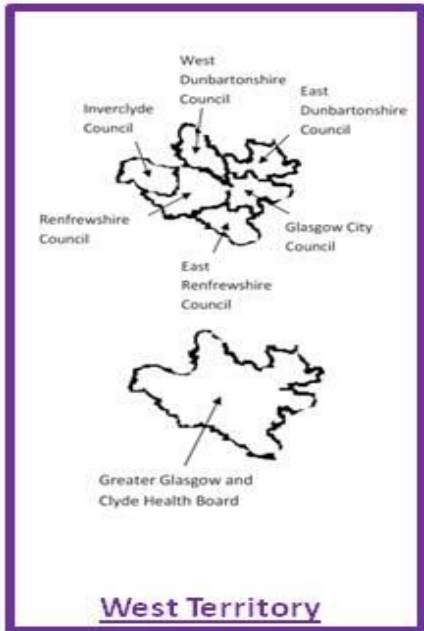 West
Dunbartonshire
Council
East
Dunbartonshire
Council
Inverclyde
Council
Renfrewshire
Council
Glasgow City
Council
East
Renfrewshire
Council
Greater Glasgow and
Clyde Health Board
West Territory